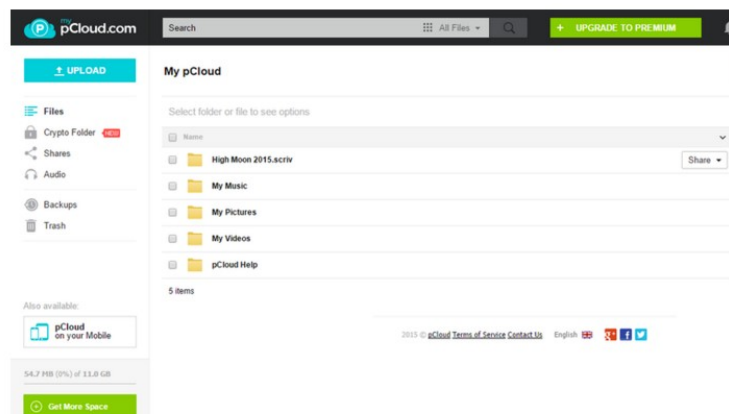 my
pCloud.com
Search
All Files
+ UPGRADE TO PREMIUM
UPLOAD
My pCloud
Select folder or file to see options
Files
Crypto Folder NEW
Shares
Audio
Backups
Trash
Name
High Moon 2015.scriv
Share
My Music
My Pictures
My Videos
pCloud Help
5 items
Also available:
pCloud
on your Mobile
2015 © pCloud Terms of Service Contact Us English
54.7 MB (0%) of 11.0 GB
Get More Space